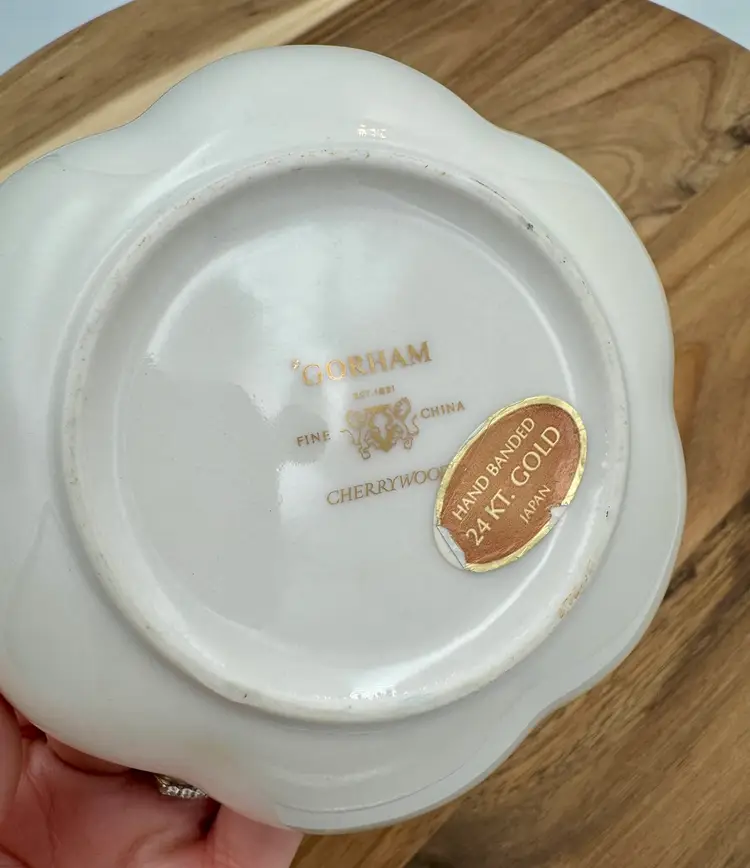 GORHAM
EST. 1831
FINE CHINA
CHERRYWOO
HAND BANDED
24 KT. GOLD
JAPAN